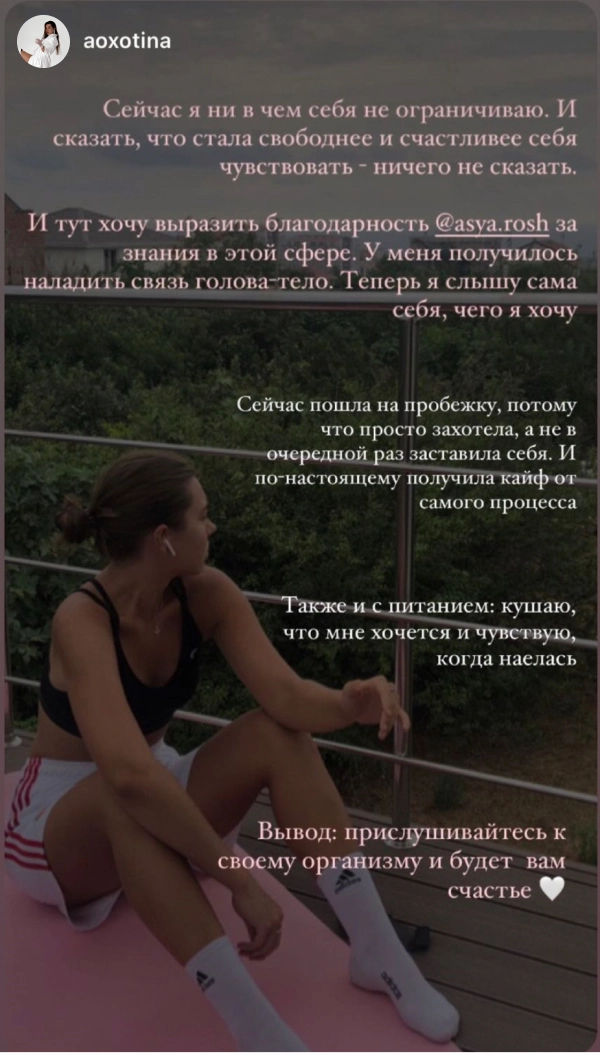 aoxotina
Сейчас я ни в чем себя не ограничиваю. И
сказать, что стала свободнее и счастливее себя
чувствовать - ничего не сказать.
И тут хочу выразить благодарность @asya.rosh за
знания в этой сфере. У меня получилось
наладить связь голова-тело. Теперь я слышу сама
себя, чего я хочу
Сейчас пошла на пробежку, потому
что просто захотела, а не в
очередной раз заставила себя. И
по-настоящему получила кайф от
самого процесса
Также и с питанием: кушаю,
что мне хочется и чувствую,
когда наелась
Вывод: прислушивайтесь к
своему организму и будет  вам
счастье 🤍
adidas